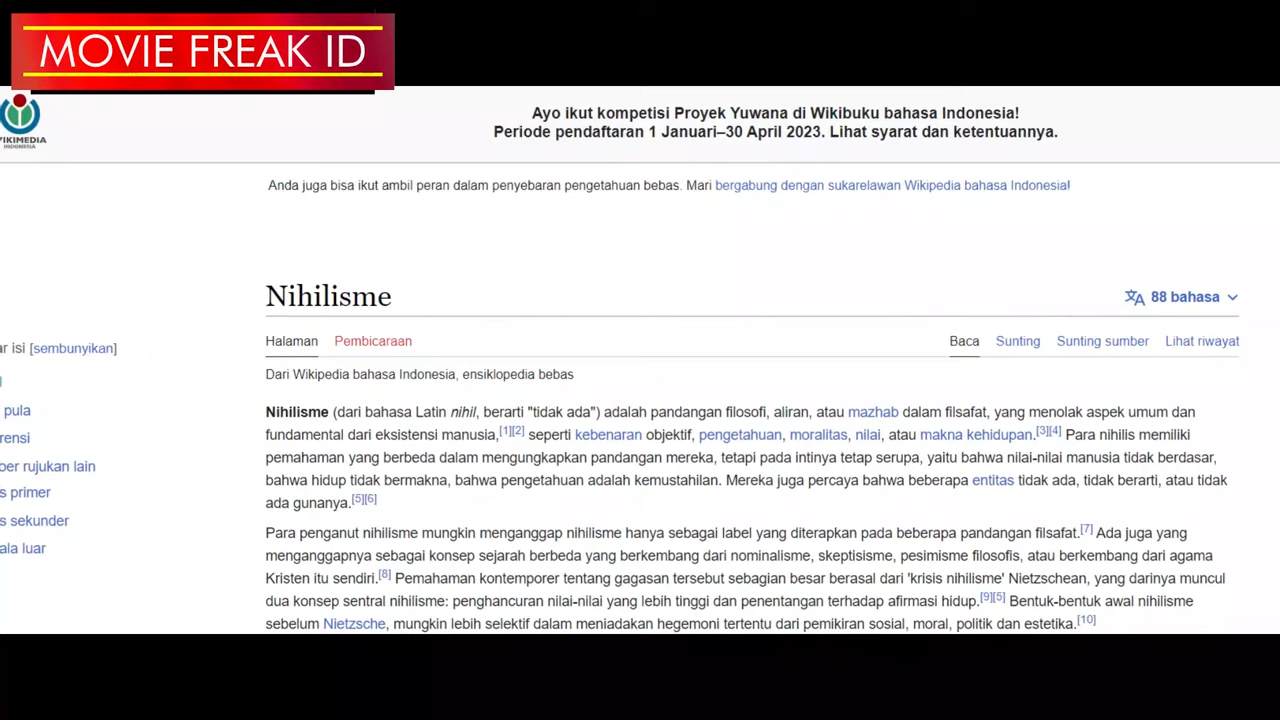 MOVIE FREAK ID
WIKIMEDIA
INDONESIA
Ayo ikut kompetisi Proyek Yuwana di Wikibuku bahasa Indonesia!
Periode pendaftaran 1 Januari–30 April 2023. Lihat syarat dan ketentuannya.
Anda juga bisa ikut ambil peran dalam penyebaran pengetahuan bebas. Mari bergabung dengan sukarelawan Wikipedia bahasa Indonesia!
Nihilisme
88 bahasa
ar isi [sembunyikan]
Halaman Pembicaraan Baca Sunting Sunting sumber Lihat riwayat
Dari Wikipedia bahasa Indonesia, ensiklopedia bebas
pula
rensi
ber rujukan lain
s primer
s sekunder
ala luar
Nihilisme (dari bahasa Latin nihil, berarti "tidak ada") adalah pandangan filosofi, aliran, atau mazhab dalam filsafat, yang menolak aspek umum dan
fundamental dari eksistensi manusia,[1][2] seperti kebenaran objektif, pengetahuan, moralitas, nilai, atau makna kehidupan.[3][4] Para nihilis memiliki
pemahaman yang berbeda dalam mengungkapkan pandangan mereka, tetapi pada intinya tetap serupa, yaitu bahwa nilai-nilai manusia tidak berdasar,
bahwa hidup tidak bermakna, bahwa pengetahuan adalah kemustahilan. Mereka juga percaya bahwa beberapa entitas tidak ada, tidak berarti, atau tidak
ada gunanya.[5][6]
Para penganut nihilisme mungkin menganggap nihilisme hanya sebagai label yang diterapkan pada beberapa pandangan filsafat.[7] Ada juga yang
menganggapnya sebagai konsep sejarah berbeda yang berkembang dari nominalisme, skeptisisme, pesimisme filosofis, atau berkembang dari agama
Kristen itu sendiri.[8] Pemahaman kontemporer tentang gagasan tersebut sebagian besar berasal dari 'krisis nihilisme' Nietzschean, yang darinya muncul
dua konsep sentral nihilisme: penghancuran nilai-nilai yang lebih tinggi dan penentangan terhadap afirmasi hidup.[9][5] Bentuk-bentuk awal nihilisme
sebelum Nietzsche, mungkin lebih selektif dalam meniadakan hegemoni tertentu dari pemikiran sosial, moral, politik dan estetika.[10]